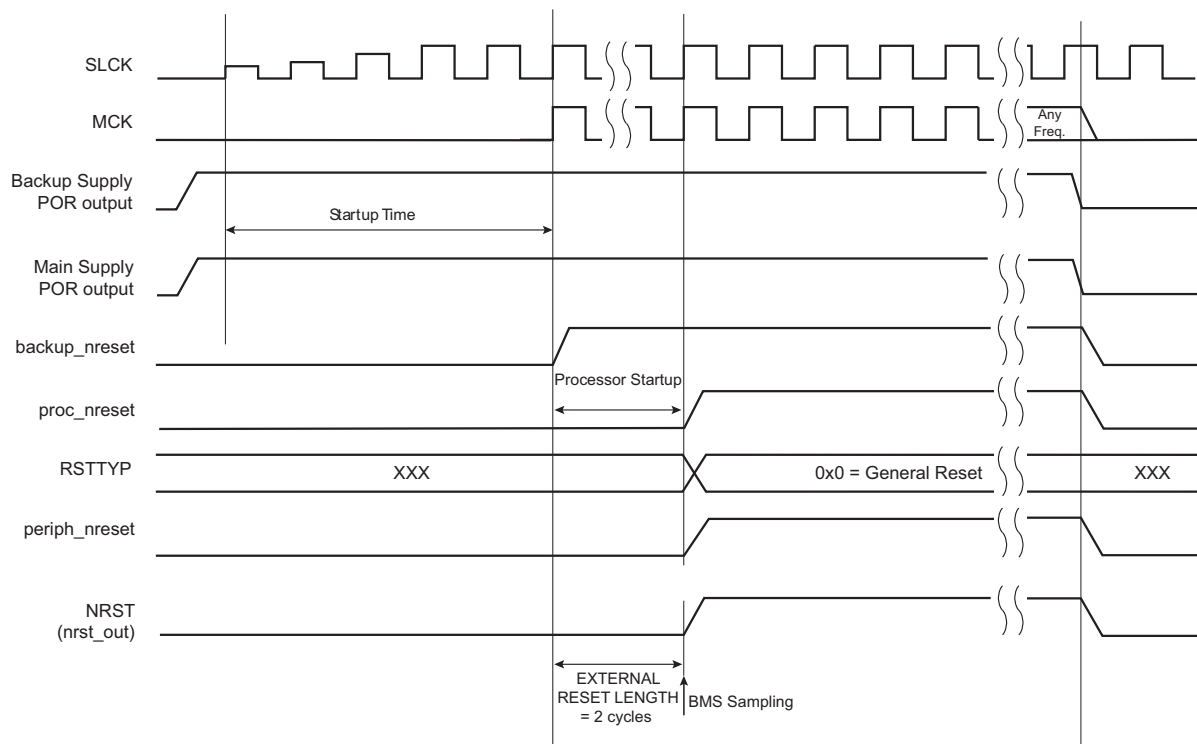 SLCK
MCK
Any
Freq.
Backup Supply
POR output
Startup Time
Main Supply
POR output
backup_nreset
Processor Startup
proc_nreset
RSTTYP
XXX
0x0 = General Reset
XXX
periph_nreset
NRST
(nrst_out)
EXTERNAL
RESET LENGTH
= 2 cycles
BMS Sampling